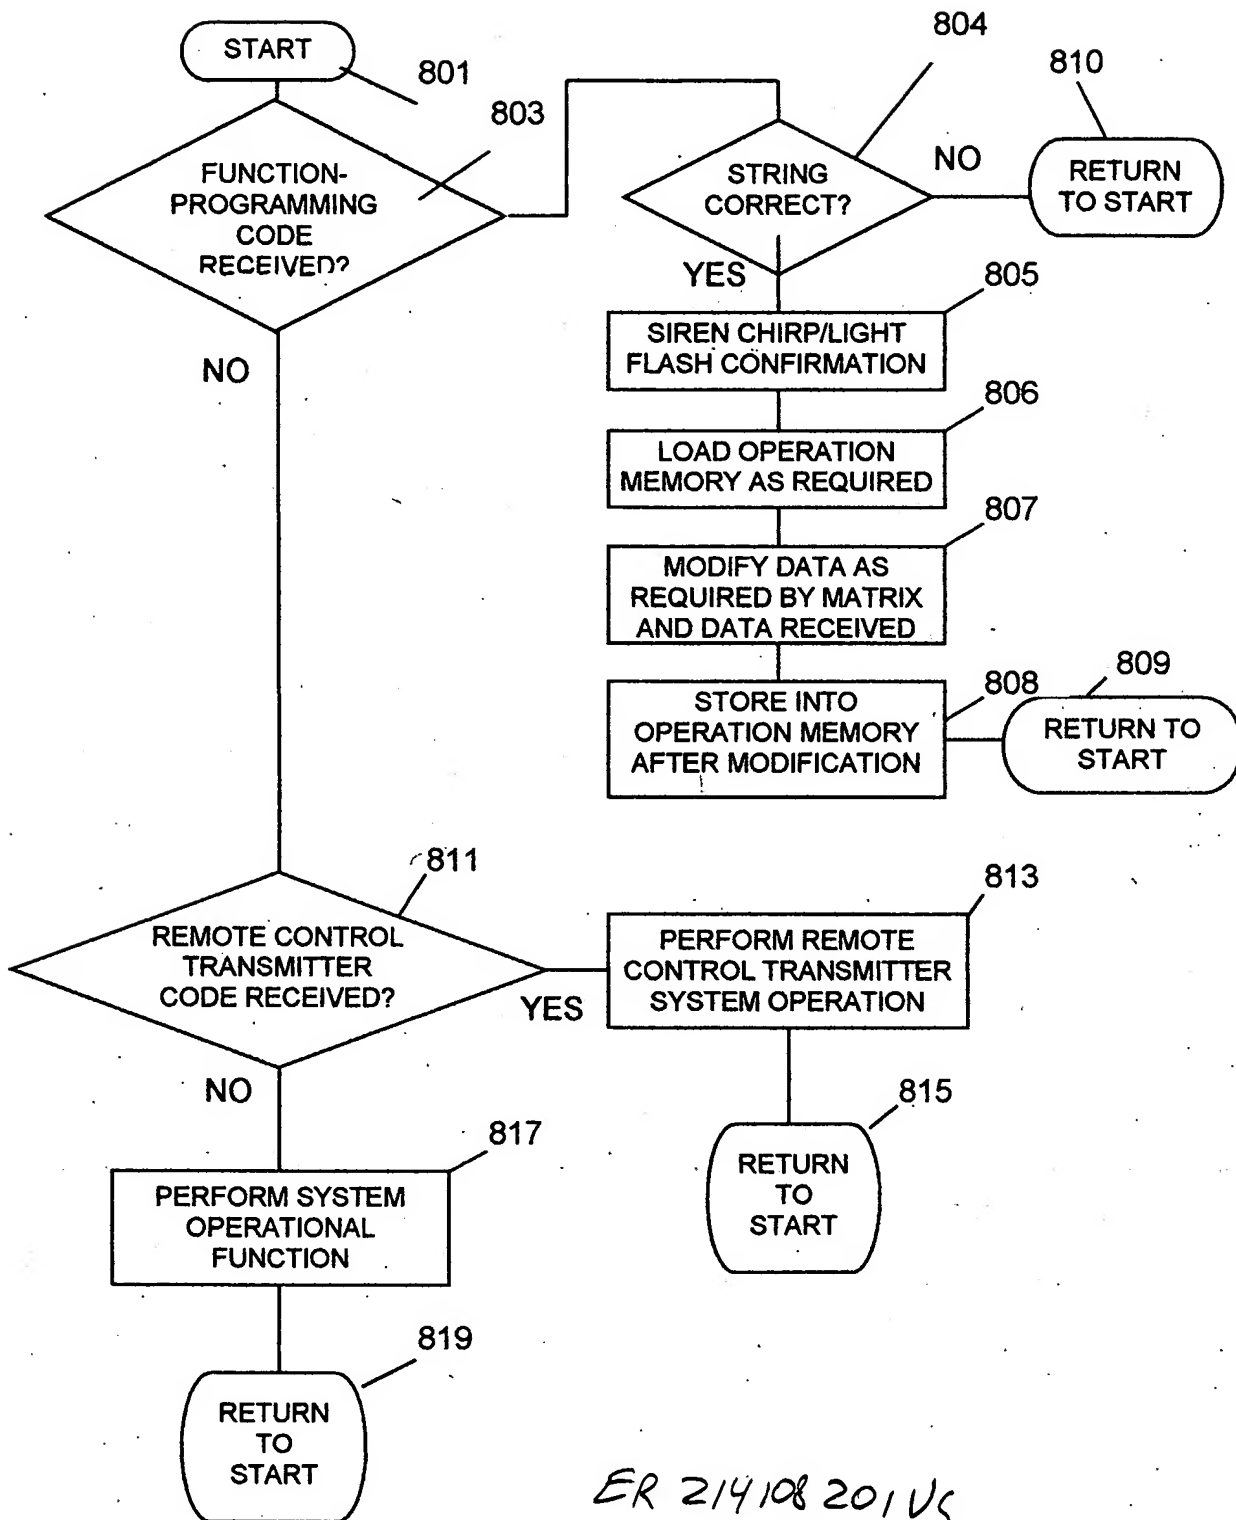 START
801
803
FUNCTION-
PROGRAMMING
CODE
RECEIVED?
NO
804
STRING
CORRECT?
NO
810
RETURN
TO START
YES
805
SIREN CHIRP/LIGHT
FLASH CONFIRMATION
806
LOAD OPERATION
MEMORY AS REQUIRED
807
MODIFY DATA AS
REQUIRED BY MATRIX
AND DATA RECEIVED
808
STORE INTO
OPERATION MEMORY
AFTER MODIFICATION
809
RETURN TO
START
811
REMOTE CONTROL
TRANSMITTER
CODE RECEIVED?
YES
813
PERFORM REMOTE
CONTROL TRANSMITTER
SYSTEM OPERATION
815
RETURN
TO
START
NO
817
PERFORM SYSTEM
OPERATIONAL
FUNCTION
819
RETURN
TO
START
ER 214108 201 US